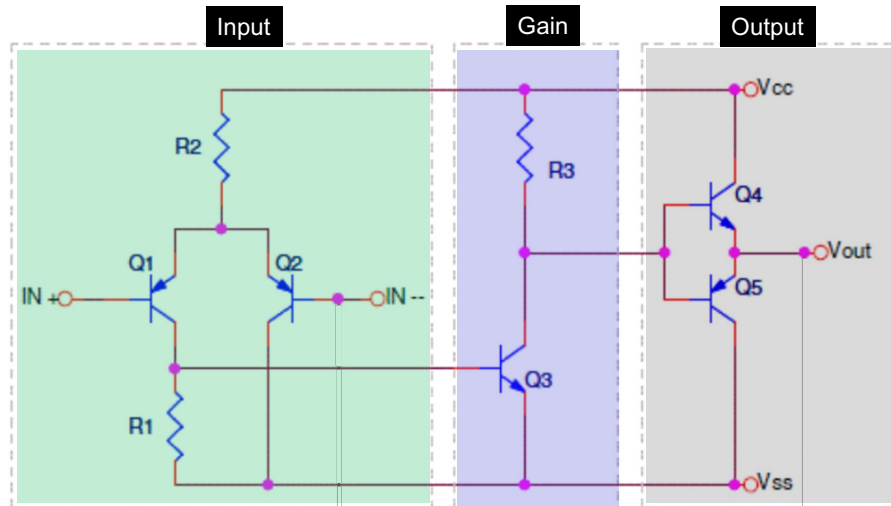 Input
Gain
Output
Vcc
R2
R3
Q4
Q1
Q2
Vout
Q5
IN +
IN --
Q3
R1
Vss